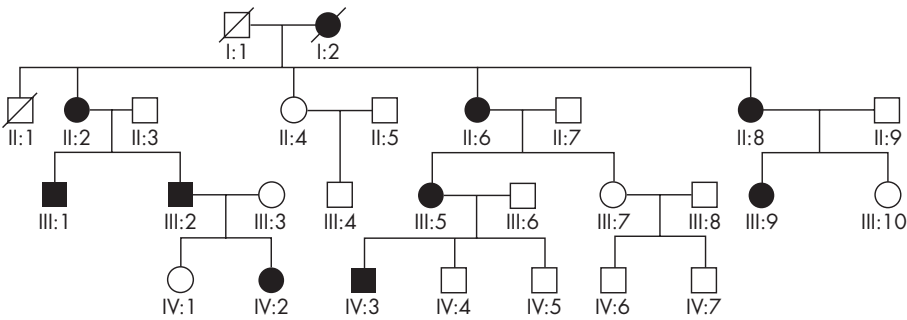 I:1 I:2
II:1 II:2 II:3 II:4 II:5 II:6 II:7 II:8 II:9
III:1 III:2 III:3 III:4 III:5 III:6 III:7 III:8 III:9 III:10
IV:1 IV:2 IV:3 IV:4 IV:5 IV:6 IV:7